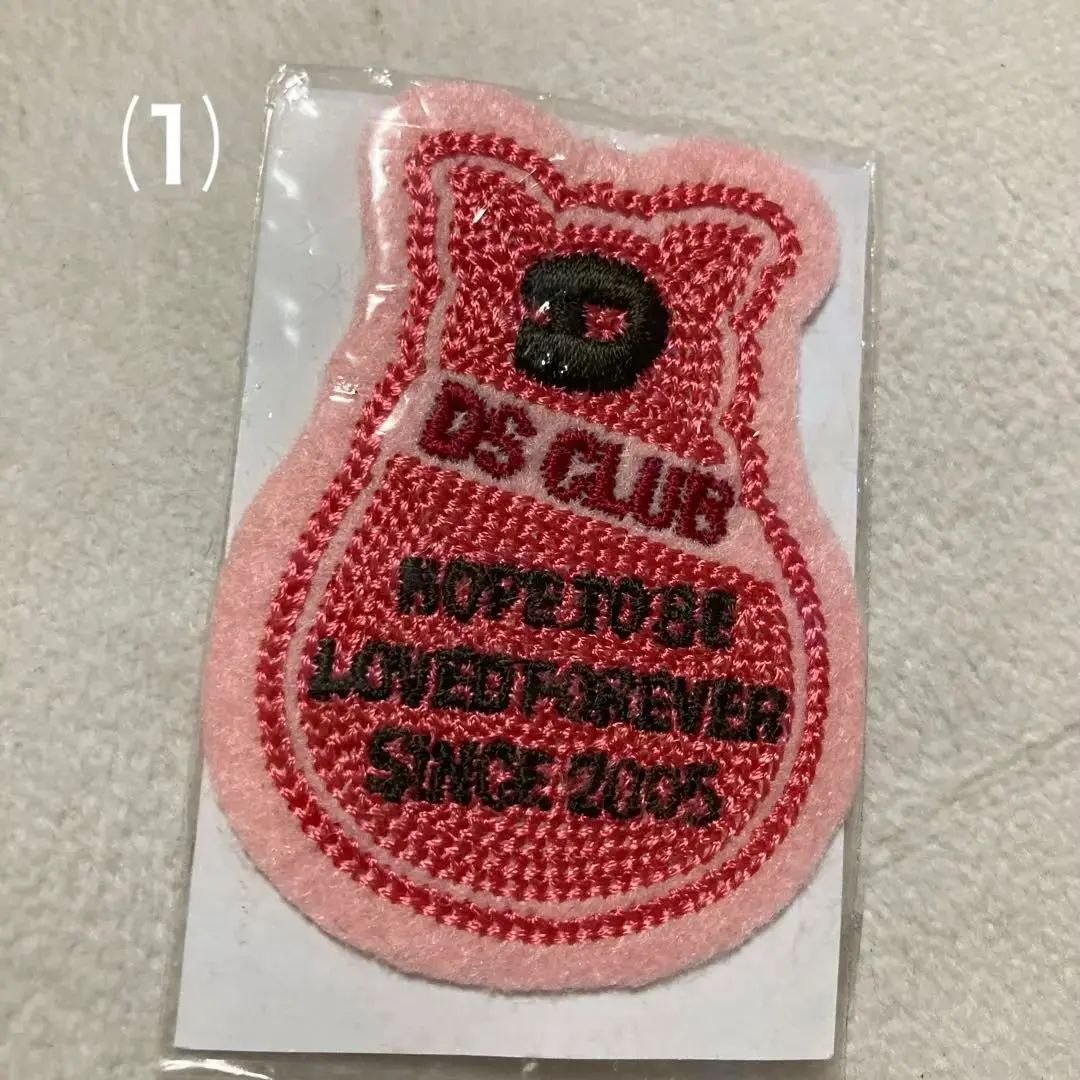 (1)
D
DS CLUB
HOPE TO BE
LOVED FOREVER
SINCE 2005